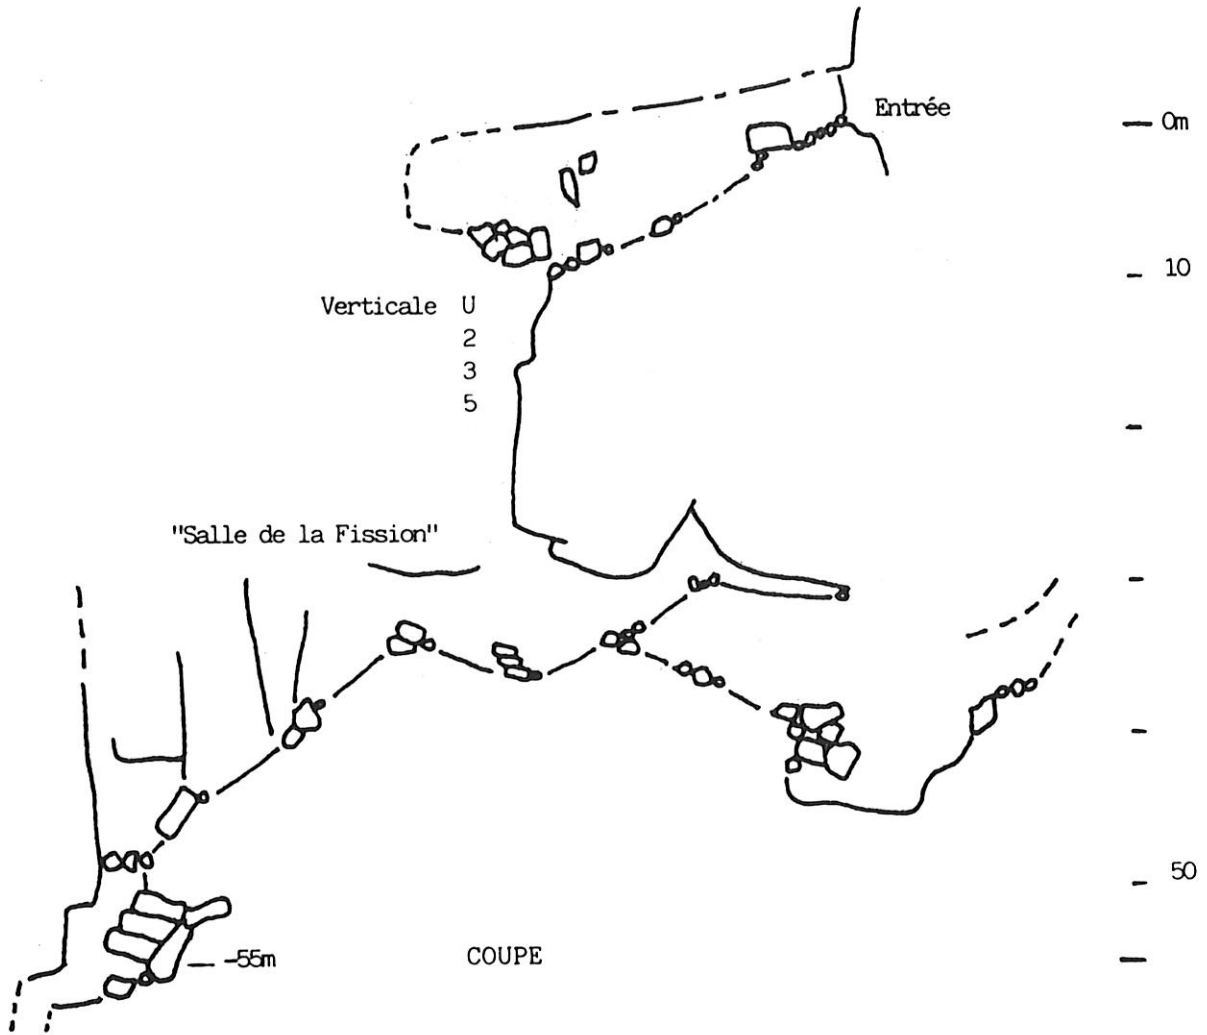 Entrée
0m
10
Verticale U
2
3
5
"Salle de la Fission"
50
-55m
COUPE